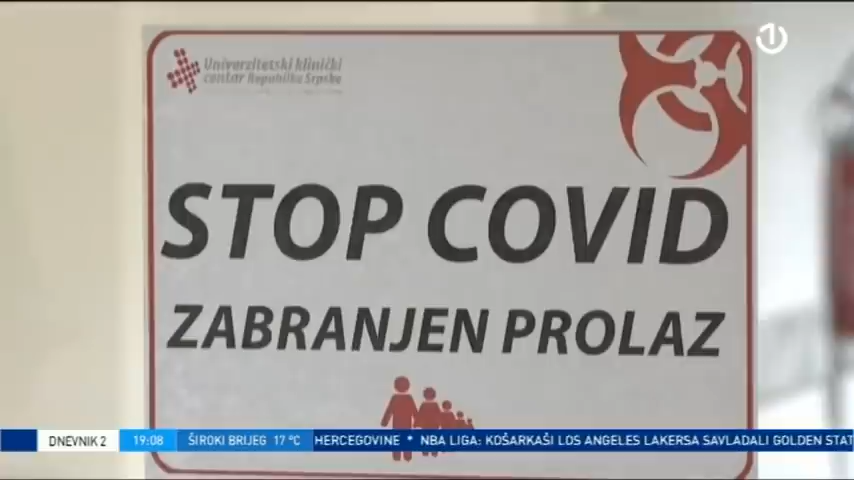 Univerzitetski klinički
centar Republike Srpske
STOP COVID
ZABRANJEN PROLAZ
DNEVNIK 2 19:08 ŠIROKI BRIJEG 17 °C HERCEGOVINE * NBA LIGA: KOŠARKAŠI LOS ANGELES LAKERSA SAVLADALI GOLDEN STAT